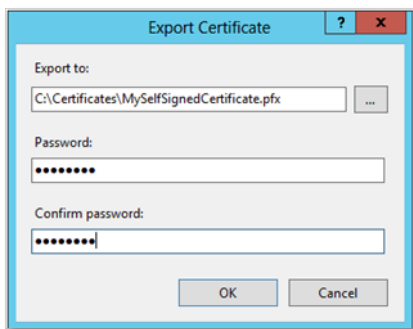 Export Certificate
? x
Export to:
C:\Certificates\MySelfSignedCertificate.pfx
...
Password:
●●●●●●●●
Confirm password:
●●●●●●●●
OK Cancel